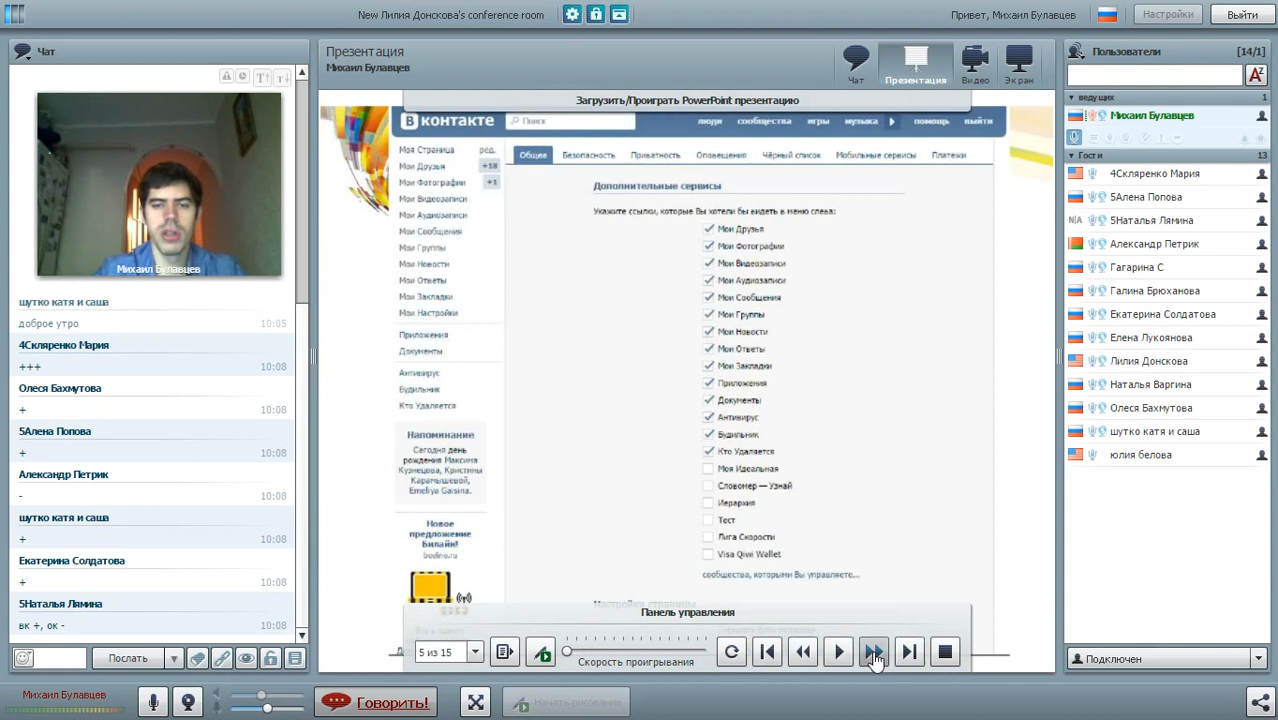 New Лилия Донскова's conference room
Привет, Михаил Булавцев
Настройки
Выйти
Чат
Михаил Булавцев
шутко катя и саша
доброе утро 10:05
4Скляренко Мария
+++ 10:08
Олеся Бахмутова
+ 10:08
5Алена Попова
+ 10:08
Александр Петрик
- 10:08
шутко катя и саша
+ 10:08
Екатерина Солдатова
+ 10:08
5Наталья Лямина
вк +, ок - 10:08
Послать
Презентация
Михаил Булавцев
Чат
Презентация
Видео
Экран
Загрузить/Проиграть PowerPoint презентацию
В контакте
Поиск
люди сообщества игры музыка помощь выйти
Моя Страница ред.
Мои Друзья +18
Мои Фотографии +1
Мои Видеозаписи
Мои Аудиозаписи
Мои Сообщения
Мои Группы
Мои Новости
Мои Ответы
Мои Закладки
Мои Настройки
Приложения
Документы
Антивирус
Будильник
Кто Удаляется
Напоминание
Сегодня день
рождения Максима
Кузнецова, Кристины
Карамышевой,
Emeliya Gaisina.
Новое
предложение
Билайн!
beeline.ru
Общее Безопасность Приватность Оповещения Чёрный список Мобильные сервисы Платежи
Дополнительные сервисы
Укажите ссылки, которые Вы хотели бы видеть в меню слева:
Мои Друзья
Мои Фотографии
Мои Видеозаписи
Мои Аудиозаписи
Мои Сообщения
Мои Группы
Мои Новости
Мои Ответы
Мои Закладки
Приложения
Документы
Антивирус
Будильник
Кто Удаляется
Моя Идеальная
Словомер — Узнай
Иерархия
Тест
Лига Скорости
Visa Qiwi Wallet
сообщества, которыми Вы управляете...
Настройки страницы
Панель управления
5 из 15
Скорость проигрывания
Пользователи [14/1]
ведущих 1
Михаил Булавцев
Гости 13
4Скляренко Мария
5Алена Попова
N/A 5Наталья Лямина
Александр Петрик
Гагарина С
Галина Брюханова
Екатерина Солдатова
Елена Лукоянова
Лилия Донскова
Наталья Варгина
Олеся Бахмутова
шутко катя и саша
юлия белова
Подключен
Михаил Булавцев
Говорить!
Начать рисование